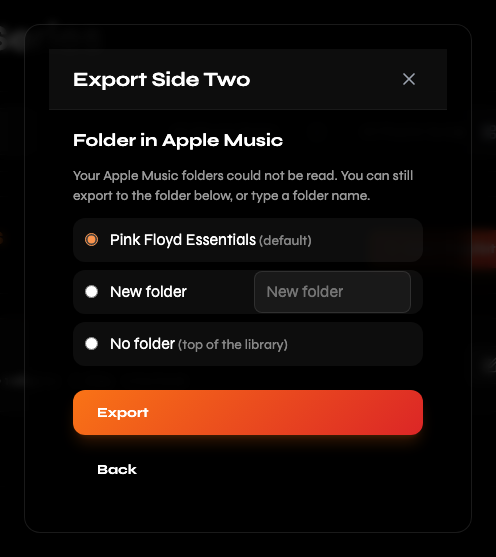 Export Side Two
Folder in Apple Music
Your Apple Music folders could not be read. You can still
export to the folder below, or type a folder name.
Pink Floyd Essentials (default)
New folder
New folder
No folder (top of the library)
Export
Back